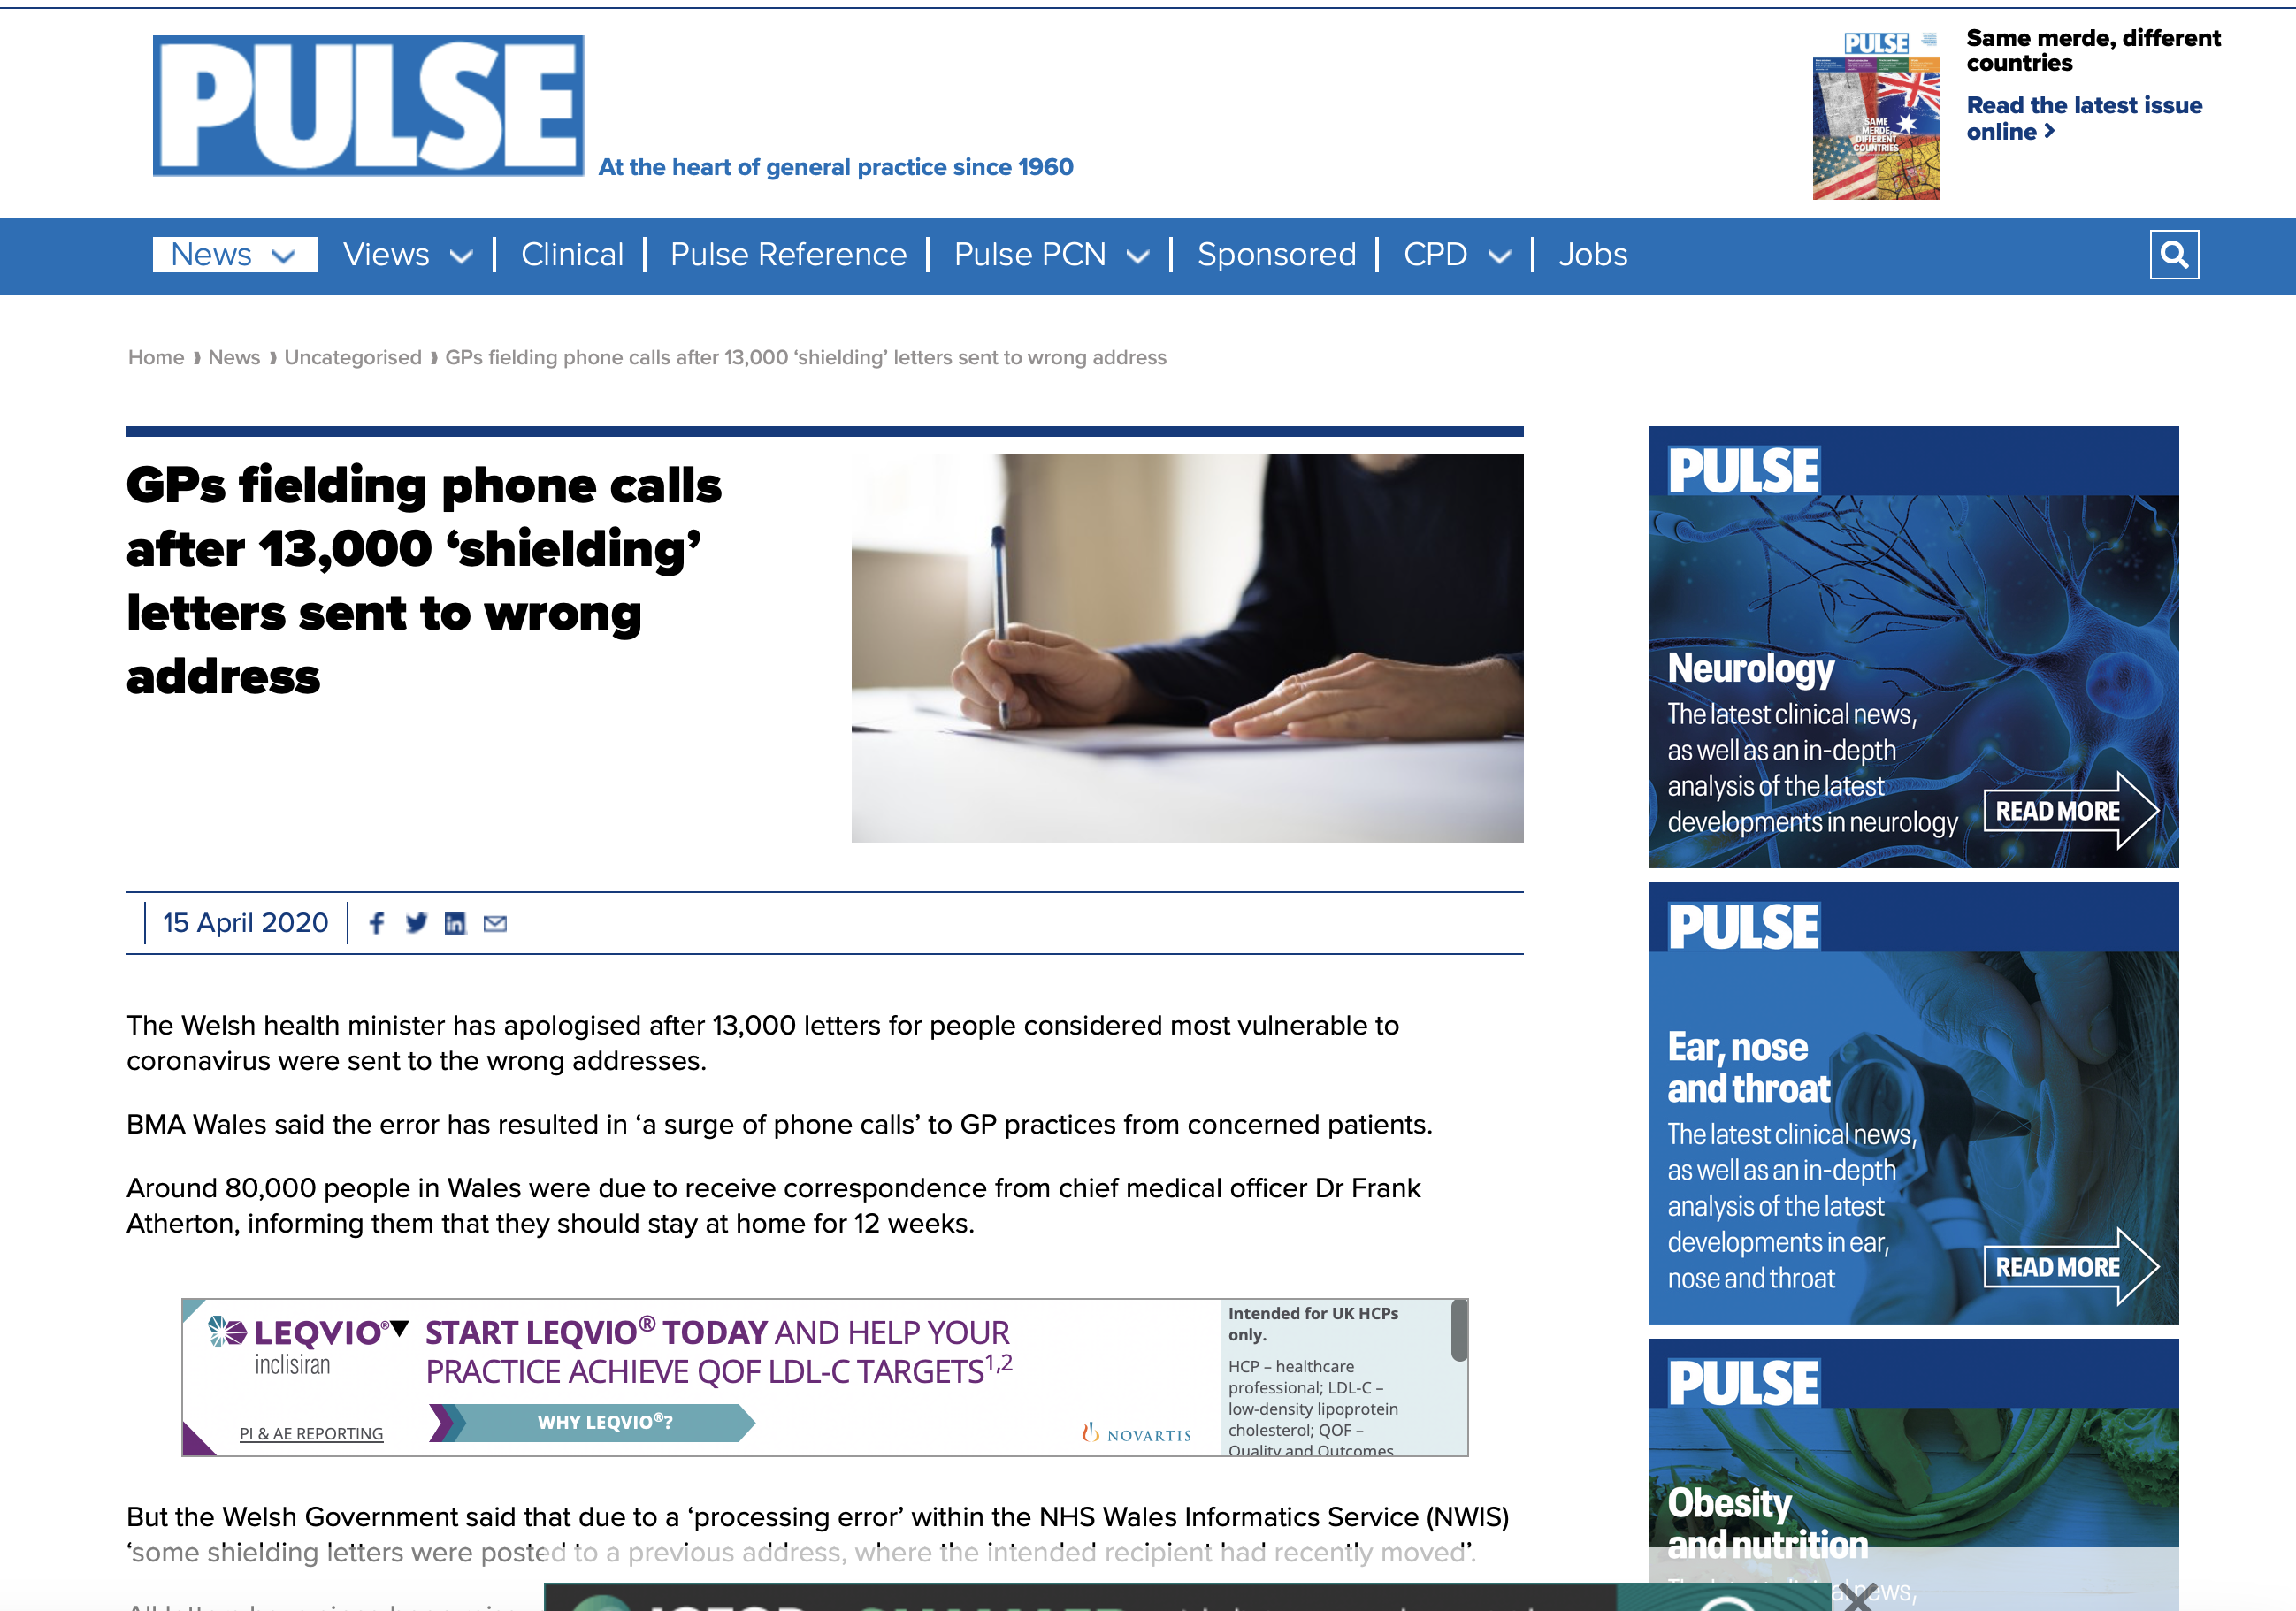 PULSE
At the heart of general practice since 1960
PULSE
SAME
MERDE,
DIFFERENT
COUNTRIES
Same merde, different
countries
Read the latest issue
online
News
Views
Clinical
Pulse Reference
Pulse PCN
Sponsored
CPD
Jobs
Home
News
Uncategorised
GPs fielding phone calls after 13,000 ‘shielding’ letters sent to wrong address
GPs fielding phone calls
after 13,000 ‘shielding’
letters sent to wrong
address
15 April 2020
The Welsh health minister has apologised after 13,000 letters for people considered most vulnerable to
coronavirus were sent to the wrong addresses.
BMA Wales said the error has resulted in ‘a surge of phone calls’ to GP practices from concerned patients.
Around 80,000 people in Wales were due to receive correspondence from chief medical officer Dr Frank
Atherton, informing them that they should stay at home for 12 weeks.
LEQVIO®▼
inclisiran
PI & AE REPORTING
START LEQVIO® TODAY AND HELP YOUR
PRACTICE ACHIEVE QOF LDL-C TARGETS1,2
WHY LEQVIO®?
NOVARTIS
Intended for UK HCPs
only.
HCP – healthcare
professional; LDL-C –
low-density lipoprotein
cholesterol; QOF –
Quality and Outcomes
But the Welsh Government said that due to a ‘processing error’ within the NHS Wales Informatics Service (NWIS)
‘some shielding letters were posted to a previous address, where the intended recipient had recently moved’.
PULSE
Neurology
The latest clinical news,
as well as an in-depth
analysis of the latest
developments in neurology
READ MORE
PULSE
Ear, nose
and throat
The latest clinical news,
as well as an in-depth
analysis of the latest
developments in ear,
nose and throat
READ MORE
PULSE
Obesity
and nutrition
news,